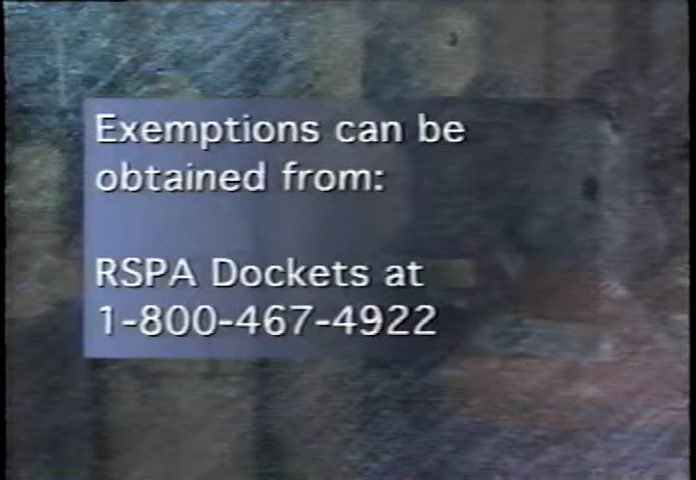 Exemptions can be
obtained from:
RSPA Dockets at
1-800-467-4922